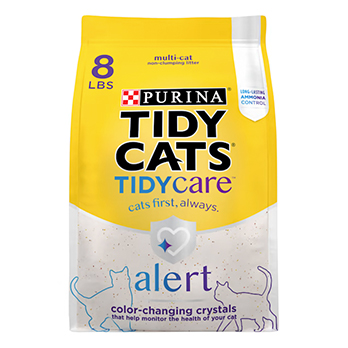 multi-cat
non-clumping litter
8
LBS
PURINA
LONG-LASTING
AMMONIA
CONTROL
TIDY
CATS®
TIDYcare™
cats first, always.
alert
color-changing crystals
that help monitor the health of your cat